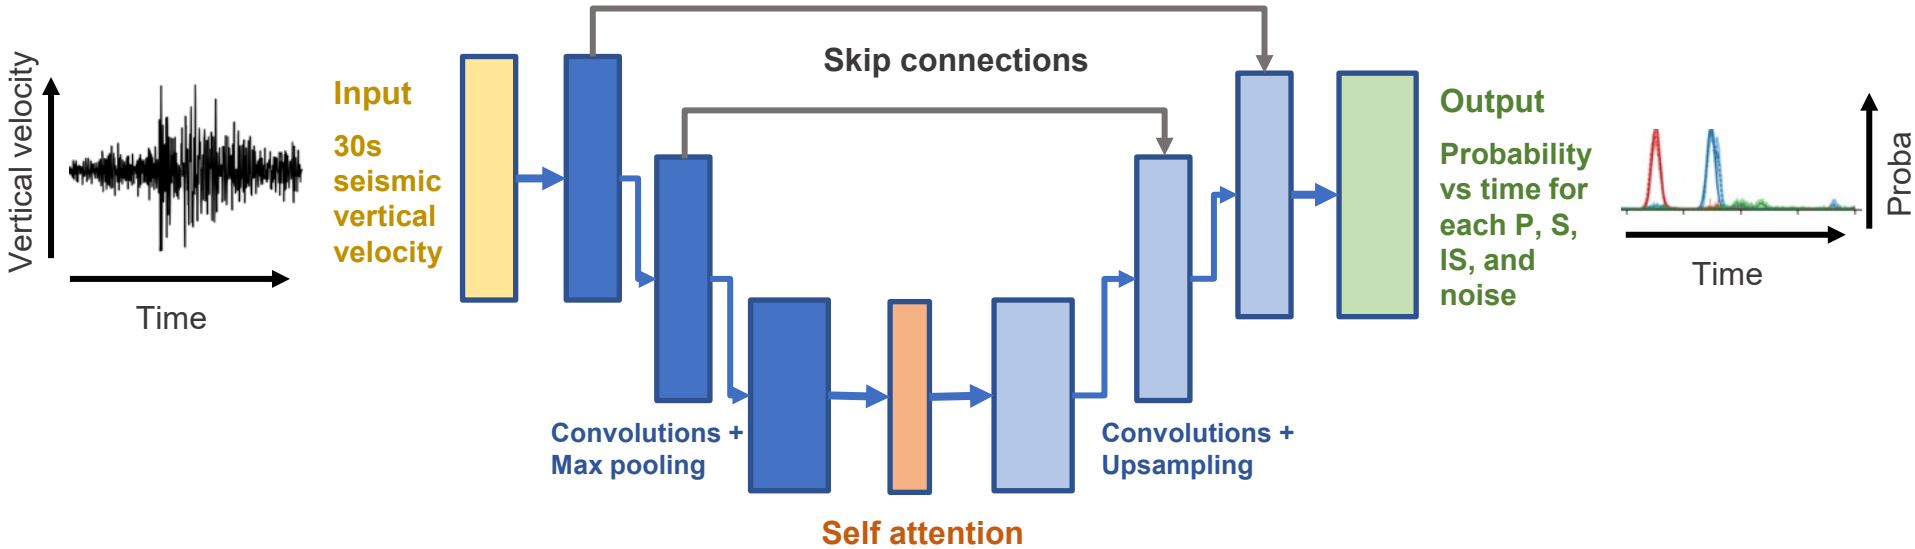 Vertical velocity
Time
Input
30s
seismic
vertical
velocity
Skip connections
Convolutions +
Max pooling
Self attention
Convolutions +
Upsampling
Output
Probability
vs time for
each P, S,
IS, and
noise
Proba
Time